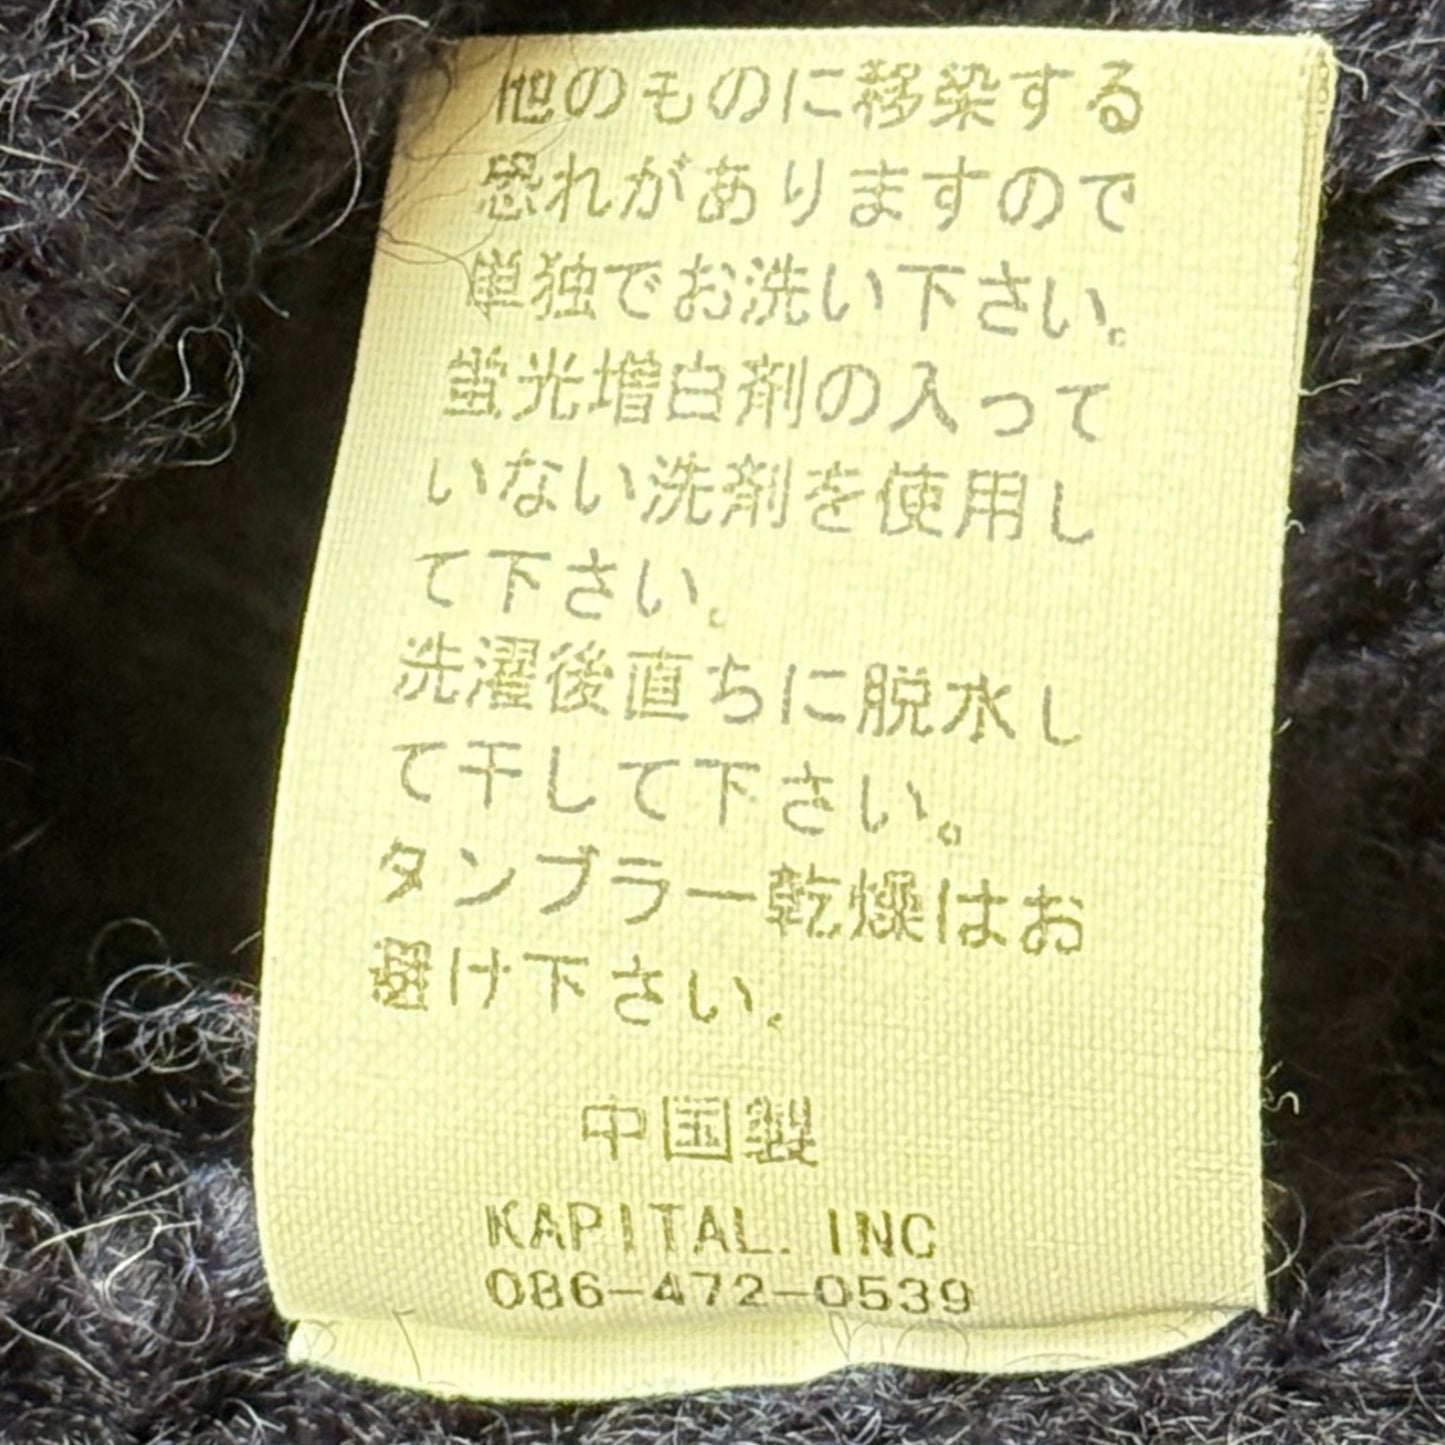 他のものに移染する
恐れがありますので
単独でお洗い下さい。
蛍光増白剤の入って
いない洗剤を使用し
て下さい。
洗濯後直ちに脱水し
て干して下さい。
タンブラー乾燥はお
避け下さい。
中国製
KAPITAL. INC
086-472-0539